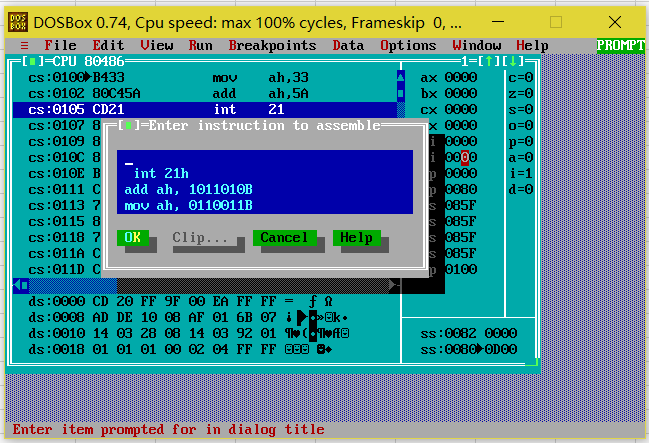 DOSBox 0.74, Cpu speed: max 100% cycles, Frameskip 0, ...
≡ File Edit View Run Breakpoints Data Options Window Help PROMPT
[■]=CPU 80486 1=[↑][↓]
cs:0100►B433 mov ah,33 ax 0000 c=0
cs:0102 80C45A add ah,5A bx 0000 z=0
cs:0105 CD21 int 21 cx 0000 s=0
cs:0107 8 x 0000 o=0
cs:0109 8 [■]=Enter instruction to assemble i p=0
cs:010C 8 i 0000 a=0
cs:010E B int 21h p 0000 i=1
cs:0111 C add ah, 1011010B p 0080 d=0
cs:0113 7 mov ah, 0110011B s 085F
cs:0115 8 s 085F
cs:0118 7 OK Clip... Cancel Help s 085F
cs:011A C s 085F
cs:011D C p 0100
ds:0000 CD 20 FF 9F 00 EA FF FF = ƒ Ω
ds:0008 AD DE 10 08 AF 01 6B 07
ds:0010 14 03 28 08 14 03 92 01
ds:0018 01 01 01 00 02 04 FF FF
ss:0082 0000
ss:0080►0D00
Enter item prompted for in dialog title